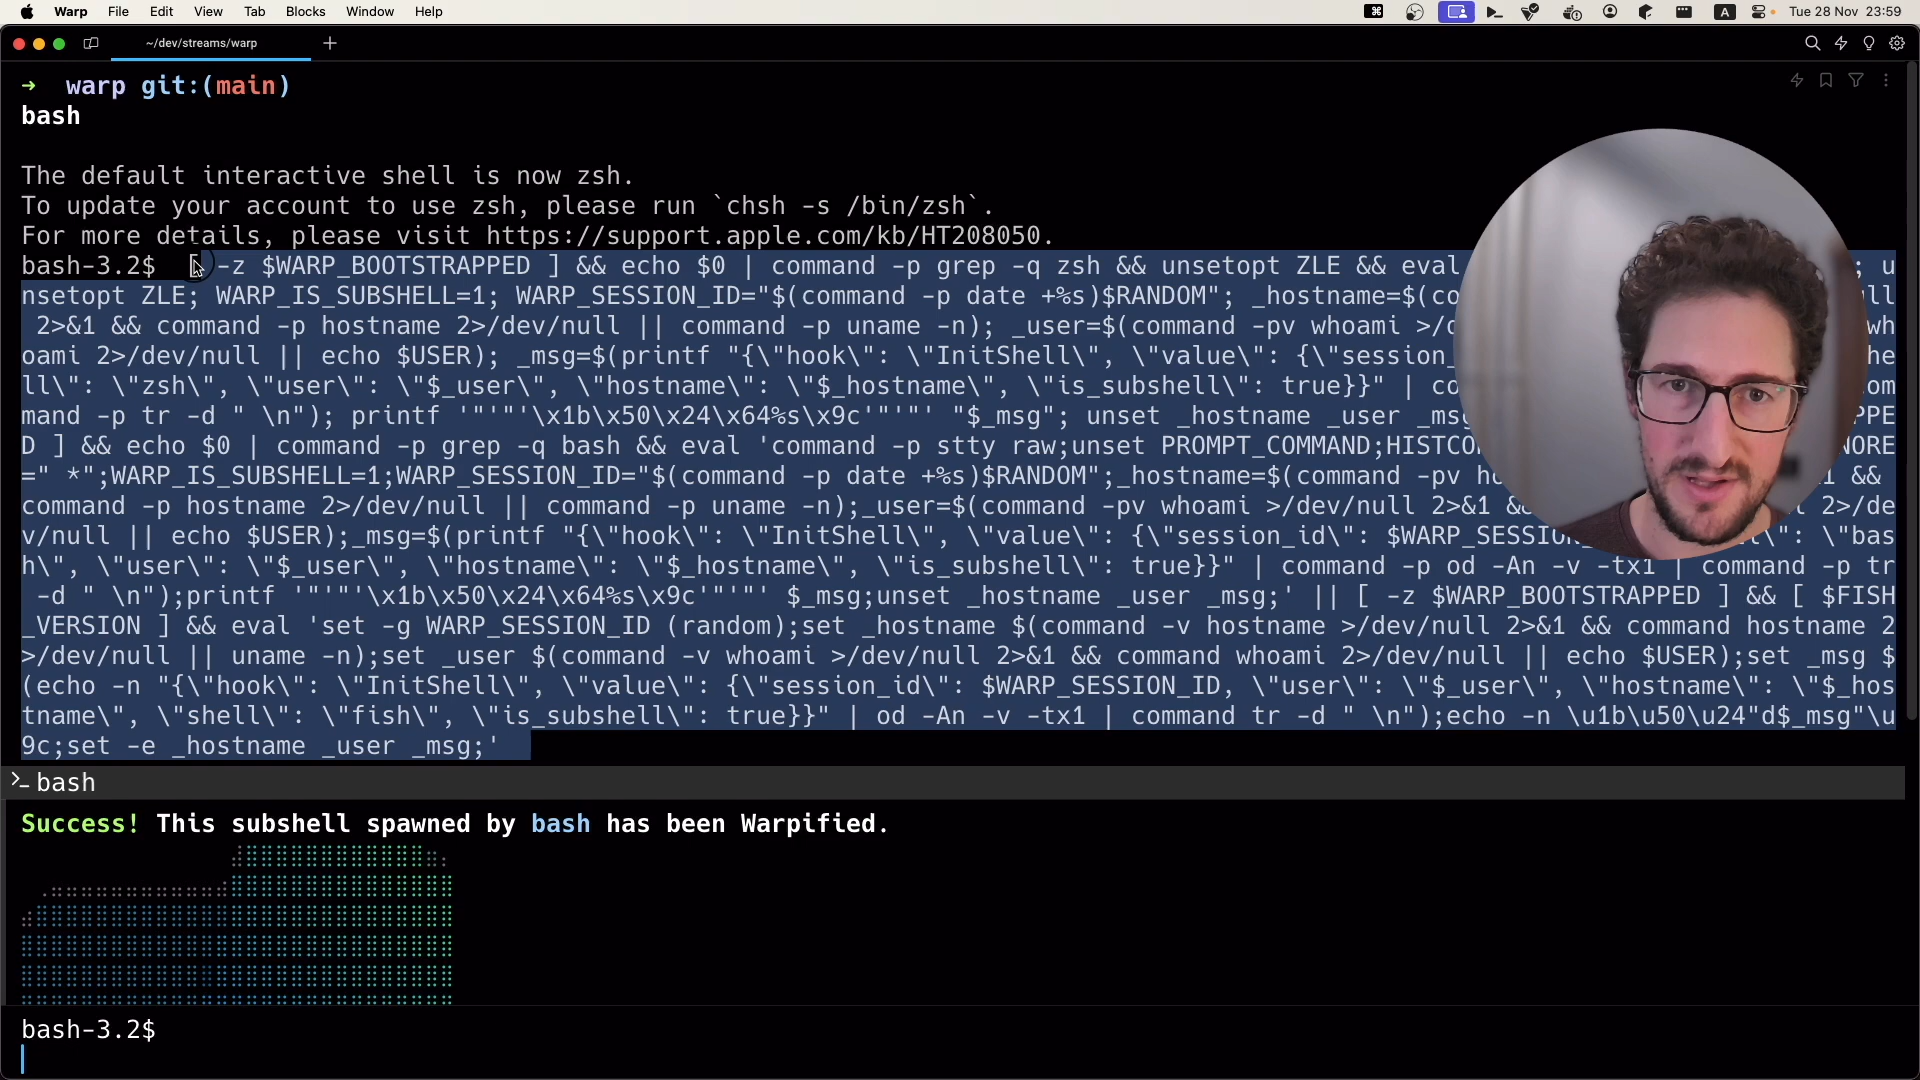 Warp File Edit View Tab Blocks Window Help A Tue 28 Nov 23:59
~/dev/streams/warp
➜ warp git:(main)
bash
The default interactive shell is now zsh.
To update your account to use zsh, please run `chsh -s /bin/zsh`.
For more details, please visit https://support.apple.com/kb/HT208050.
bash-3.2$ [ -z $WARP_BOOTSTRAPPED ] && echo $0 | command -p grep -q zsh && unsetopt ZLE && eval ; u
nsetopt ZLE; WARP_IS_SUBSHELL=1; WARP_SESSION_ID="$(command -p date +%s)$RANDOM"; _hostname=$(co ull
2>&1 && command -p hostname 2>/dev/null || command -p uname -n); _user=$(command -pv whoami >/d wh
oami 2>/dev/null || echo $USER); _msg=$(printf "{\"hook\": \"InitShell\", \"value\": {\"session_ he
ll\": \"zsh\", \"user\": \"$_user\", \"hostname\": \"$_hostname\", \"is_subshell\": true}}" | co om
mand -p tr -d " \n"); printf '"'"'\x1b\x50\x24\x64%s\x9c'"'"' "$_msg"; unset _hostname _user _msg PPE
D ] && echo $0 | command -p grep -q bash && eval 'command -p stty raw;unset PROMPT_COMMAND;HISTCO NORE
=" *";WARP_IS_SUBSHELL=1;WARP_SESSION_ID="$(command -p date +%s)$RANDOM";_hostname=$(command -pv ho 1 &&
command -p hostname 2>/dev/null || command -p uname -n);_user=$(command -pv whoami >/dev/null 2>&1 && 2>/de
v/null || echo $USER);_msg=$(printf "{\"hook\": \"InitShell\", \"value\": {\"session_id\": $WARP_SESSION \": \"bas
h\", \"user\": \"$_user\", \"hostname\": \"$_hostname\", \"is_subshell\": true}}" | command -p od -An -v -tx1 | command -p tr
-d " \n");printf '"'"'\x1b\x50\x24\x64%s\x9c'"'"' $_msg;unset _hostname _user _msg;' || [ -z $WARP_BOOTSTRAPPED ] && [ $FISH
_VERSION ] && eval 'set -g WARP_SESSION_ID (random);set _hostname $(command -v hostname >/dev/null 2>&1 && command hostname 2
>/dev/null || uname -n);set _user $(command -v whoami >/dev/null 2>&1 && command whoami 2>/dev/null || echo $USER);set _msg $
(echo -n "{\"hook\": \"InitShell\", \"value\": {\"session_id\": $WARP_SESSION_ID, \"user\": \"$_user\", \"hostname\": \"$_hos
tname\", \"shell\": \"fish\", \"is_subshell\": true}}" | od -An -v -tx1 | command tr -d " \n");echo -n \u1b\u50\u24"d$_msg"\u
9c;set -e _hostname _user _msg;'
bash
Success! This subshell spawned by bash has been Warpified.
bash-3.2$